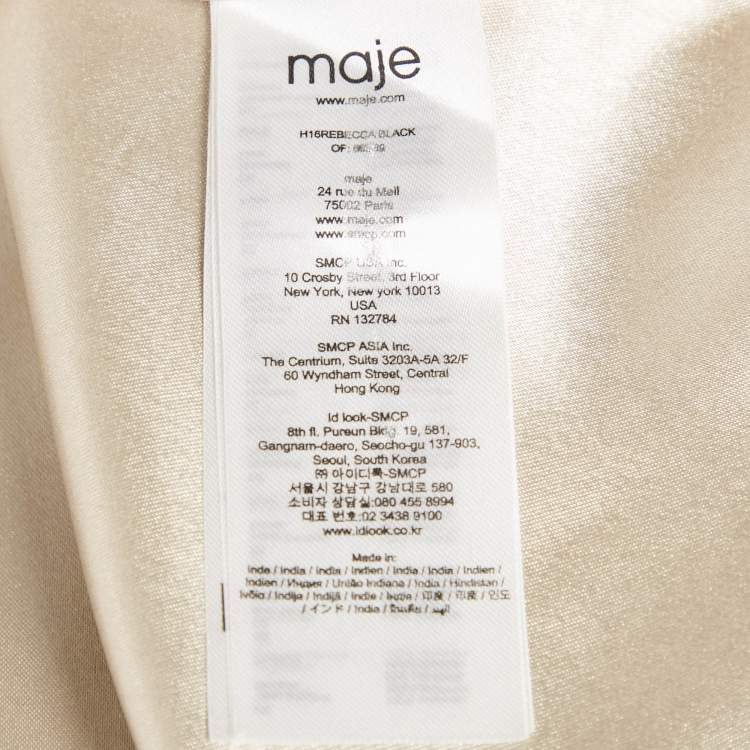 maje
www.maje.com
H16REBECCA BLACK
OF:
maje
24 rue du Mail
75002 Paris
www.maje.com
www.smcp.com
SMCP USA Inc.
10 Crosby Street, 3rd Floor
New York, New york 10013
USA
RN 132784
SMCP ASIA Inc.
The Centrium, Suite 3203A-5A 32/F
60 Wyndham Street, Central
Hong Kong
Id look-SMCP
8th fl. Pureun Bldg. 19, 581,
Gangnam-daero, Seocho-gu 137-903,
Seoul, South Korea
㈜ 아이디룩-SMCP
서울시 강남구 강남대로 580
소비자 상담실:080 455 8994
대표 번호:02 3438 9100
www.idlook.co.kr
Made in:
Inde / India / India / Indien / India / India / Indien /
Indien / Индия / União Indiana / India / Hindistan /
Ινδία / Indija / Indijā / Indie / / 印度 / 印度 / 인도
/ インド / India / อินเดีย / الهند